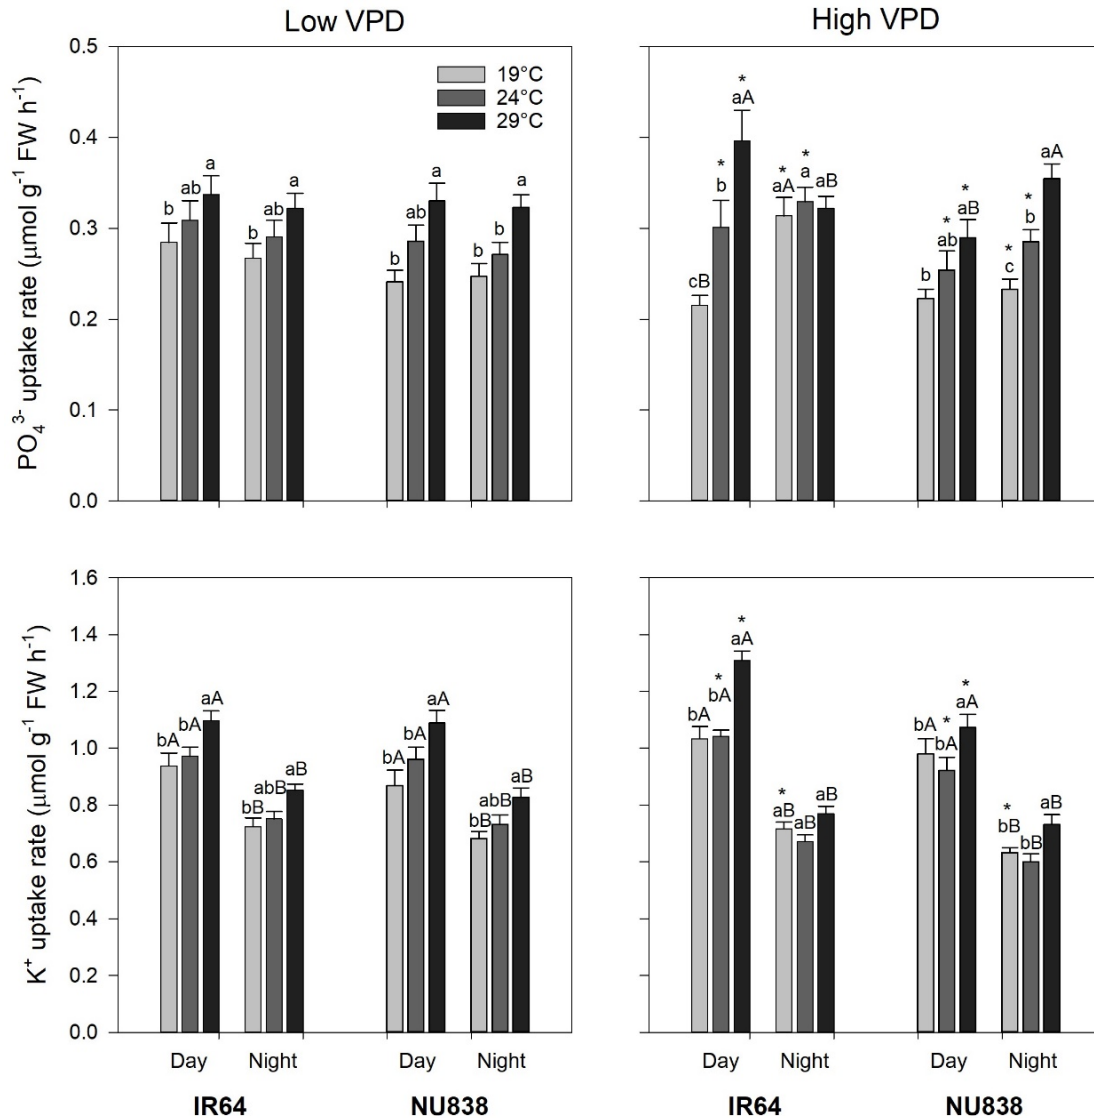 Low VPD
High VPD
PO₄³⁻ uptake rate (μmol g⁻¹ FW h⁻¹)
0.5
0.4
0.3
0.2
0.1
0.0
19°C
24°C
29°C
b ab a b ab a b ab a b b a
* * *
cB b aA aA a aB b ab aB c b aA
* * * * * *
K⁺ uptake rate (μmol g⁻¹ FW h⁻¹)
1.6
1.4
1.2
1.0
0.8
0.6
0.4
0.2
0.0
bA bA aA bB abB aB bA bA aA bB abB aB
* * * * * *
bA bA aA aB aB aB bA bA aA bB bB aB
Day Night Day Night
Day Night Day Night
IR64 NU838
IR64 NU838